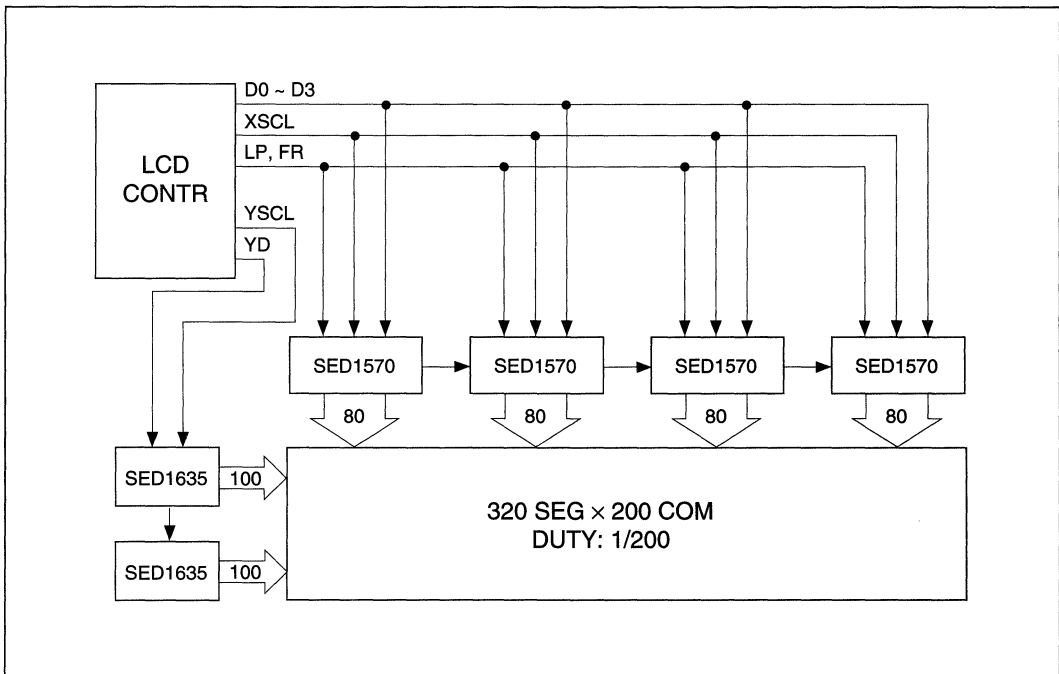 D0 ~ D3
XSCL
LP, FR
LCD
CONTR
YSCL
YD
SED1570
SED1570
SED1570
SED1570
80
80
80
80
SED1635
100
320 SEG × 200 COM
DUTY: 1/200
SED1635
100